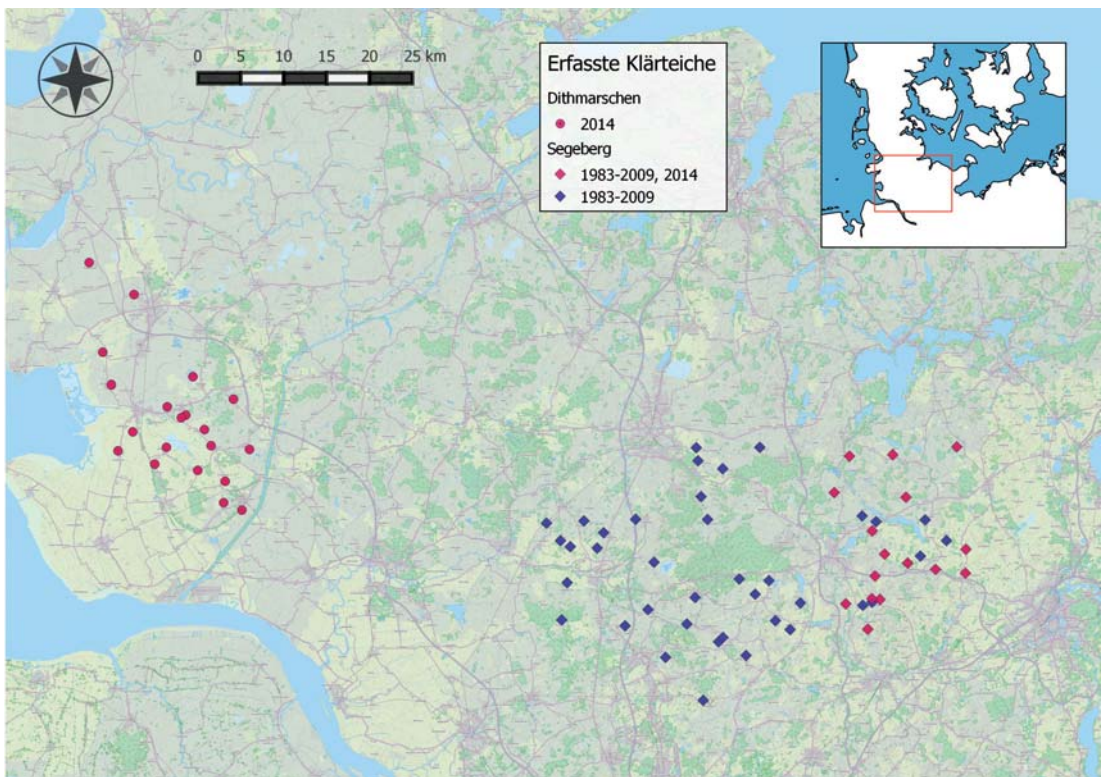 0 5 10 15 20 25 km
Erfasste Klärteiche
Dithmarschen
2014
Segeberg
1983-2009, 2014
1983-2009